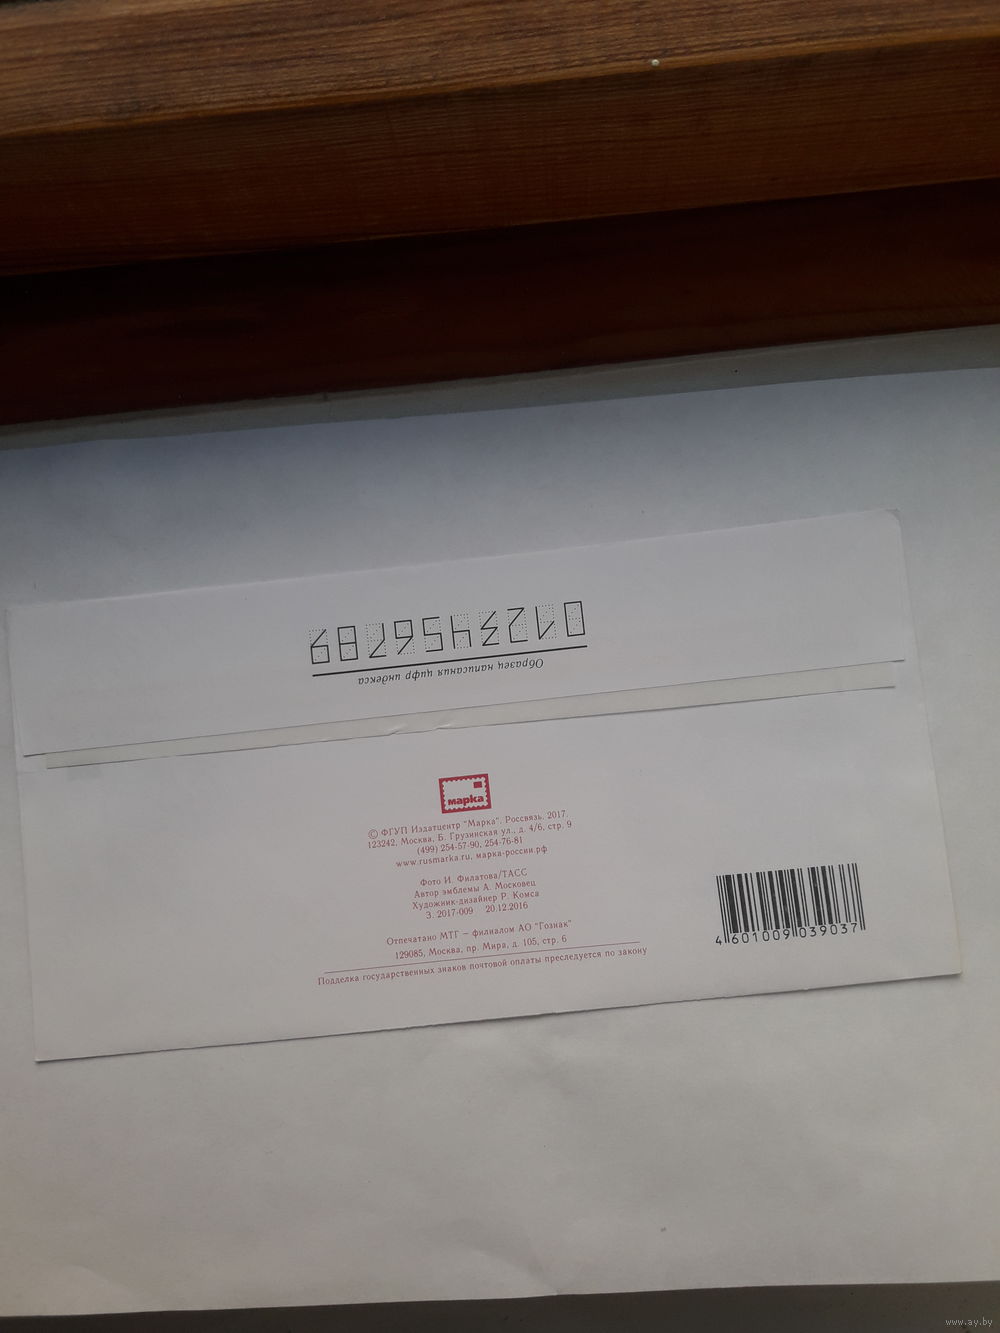 0123456789
Образец написания цифр индекса
марка
© ФГУП Издатцентр "Марка". Россвязь. 2017.
123242, Москва, Б. Грузинская ул., д. 4/6, стр. 9
(499) 254-57-90, 254-76-81
www.rusmarka.ru, марка-россии.рф
Фото И. Филатова/ТАСС
Автор эмблемы А. Московец
Художник-дизайнер Р. Комса
З. 2017-009 20.12.2016
Отпечатано МТГ – филиалом АО "Гознак"
129085, Москва, пр. Мира, д. 105, стр. 6
Подделка государственных знаков почтовой оплаты преследуется по закону
4 601009 039037
www.ay.by